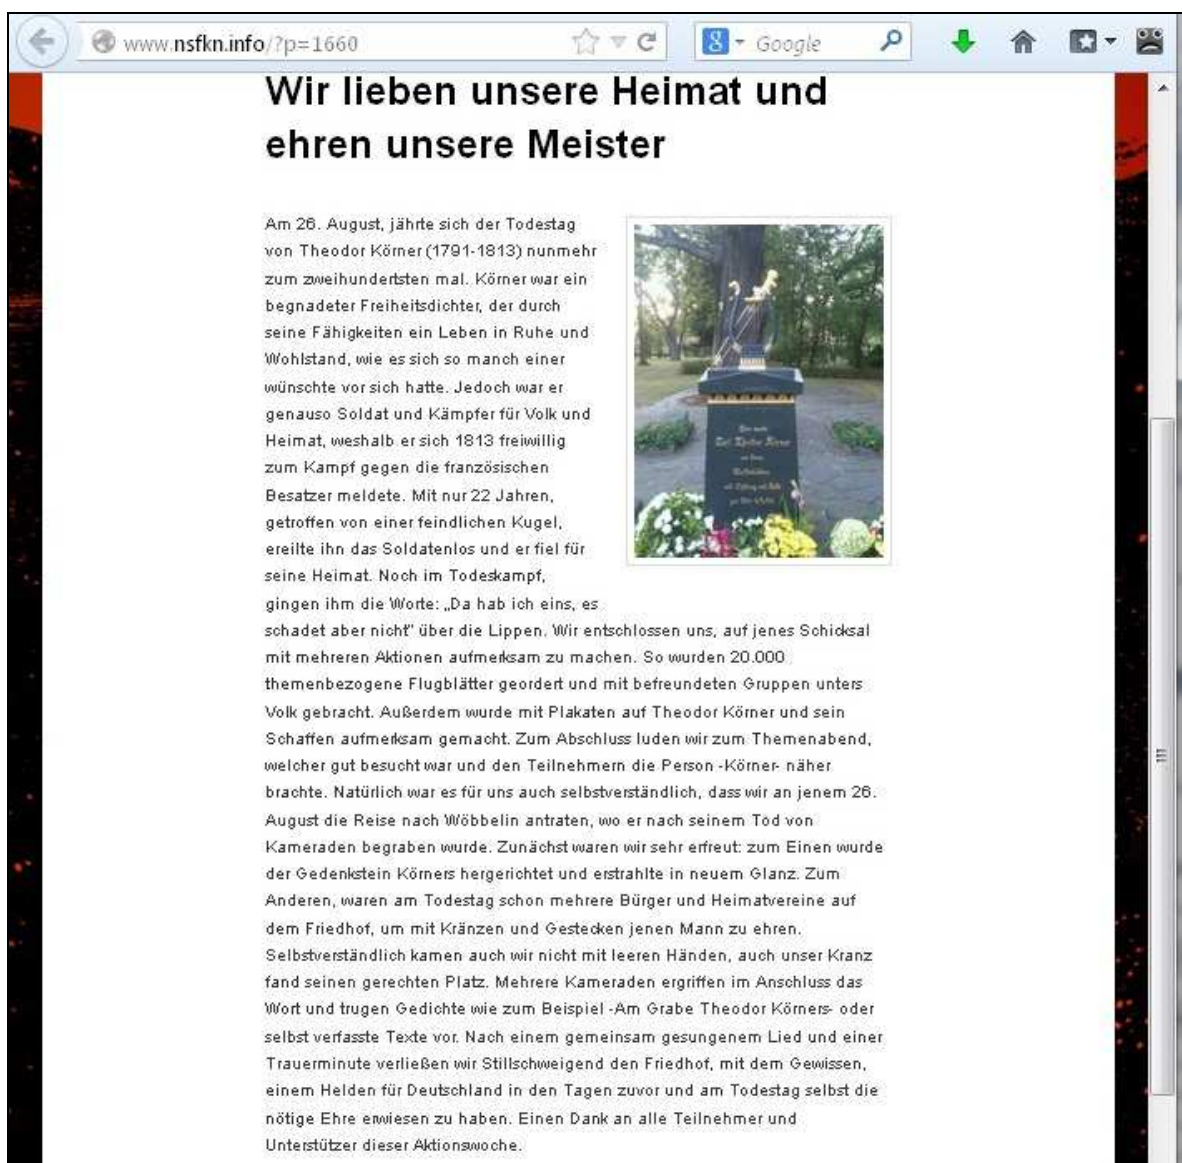 www.nsfkn.info/?p=1660
Google
Wir lieben unsere Heimat und
ehren unsere Meister
Am 26. August, jährte sich der Todestag
von Theodor Körner (1791-1813) nunmehr
zum zweihundertsten mal. Körner war ein
begnadeter Freiheitsdichter, der durch
seine Fähigkeiten ein Leben in Ruhe und
Wohlstand, wie es sich so manch einer
wünschte vor sich hatte. Jedoch war er
genauso Soldat und Kämpfer für Volk und
Heimat, weshalb er sich 1813 freiwillig
zum Kampf gegen die französischen
Besatzer meldete. Mit nur 22 Jahren,
getroffen von einer feindlichen Kugel,
ereilte ihn das Soldatenlos und er fiel für
seine Heimat. Noch im Todeskampf,
gingen ihm die Worte: „Da hab ich eins, es
schadet aber nicht" über die Lippen. Wir entschlossen uns, auf jenes Schicksal
mit mehreren Aktionen aufmerksam zu machen. So wurden 20.000
themenbezogene Flugblätter geordert und mit befreundeten Gruppen unters
Volk gebracht. Außerdem wurde mit Plakaten auf Theodor Körner und sein
Schaffen aufmerksam gemacht. Zum Abschluss luden wir zum Themenabend,
welcher gut besucht war und den Teilnehmern die Person -Körner- näher
brachte. Natürlich war es für uns auch selbstverständlich, dass wir an jenem 26.
August die Reise nach Wöbbelin antraten, wo er nach seinem Tod von
Kameraden begraben wurde. Zunächst waren wir sehr erfreut: zum Einen wurde
der Gedenkstein Körners hergerichtet und erstrahlte in neuem Glanz. Zum
Anderen, waren am Todestag schon mehrere Bürger und Heimatvereine auf
dem Friedhof, um mit Kränzen und Gestecken jenen Mann zu ehren.
Selbstverständlich kamen auch wir nicht mit leeren Händen, auch unser Kranz
fand seinen gerechten Platz. Mehrere Kameraden ergriffen im Anschluss das
Wort und trugen Gedichte wie zum Beispiel -Am Grabe Theodor Körners- oder
selbst verfasste Texte vor. Nach einem gemeinsam gesungenem Lied und einer
Trauerminute verließen wir Stillschweigend den Friedhof, mit dem Gewissen,
einem Helden für Deutschland in den Tagen zuvor und am Todestag selbst die
nötige Ehre erwiesen zu haben. Einen Dank an alle Teilnehmer und
Unterstützer dieser Aktionswoche.